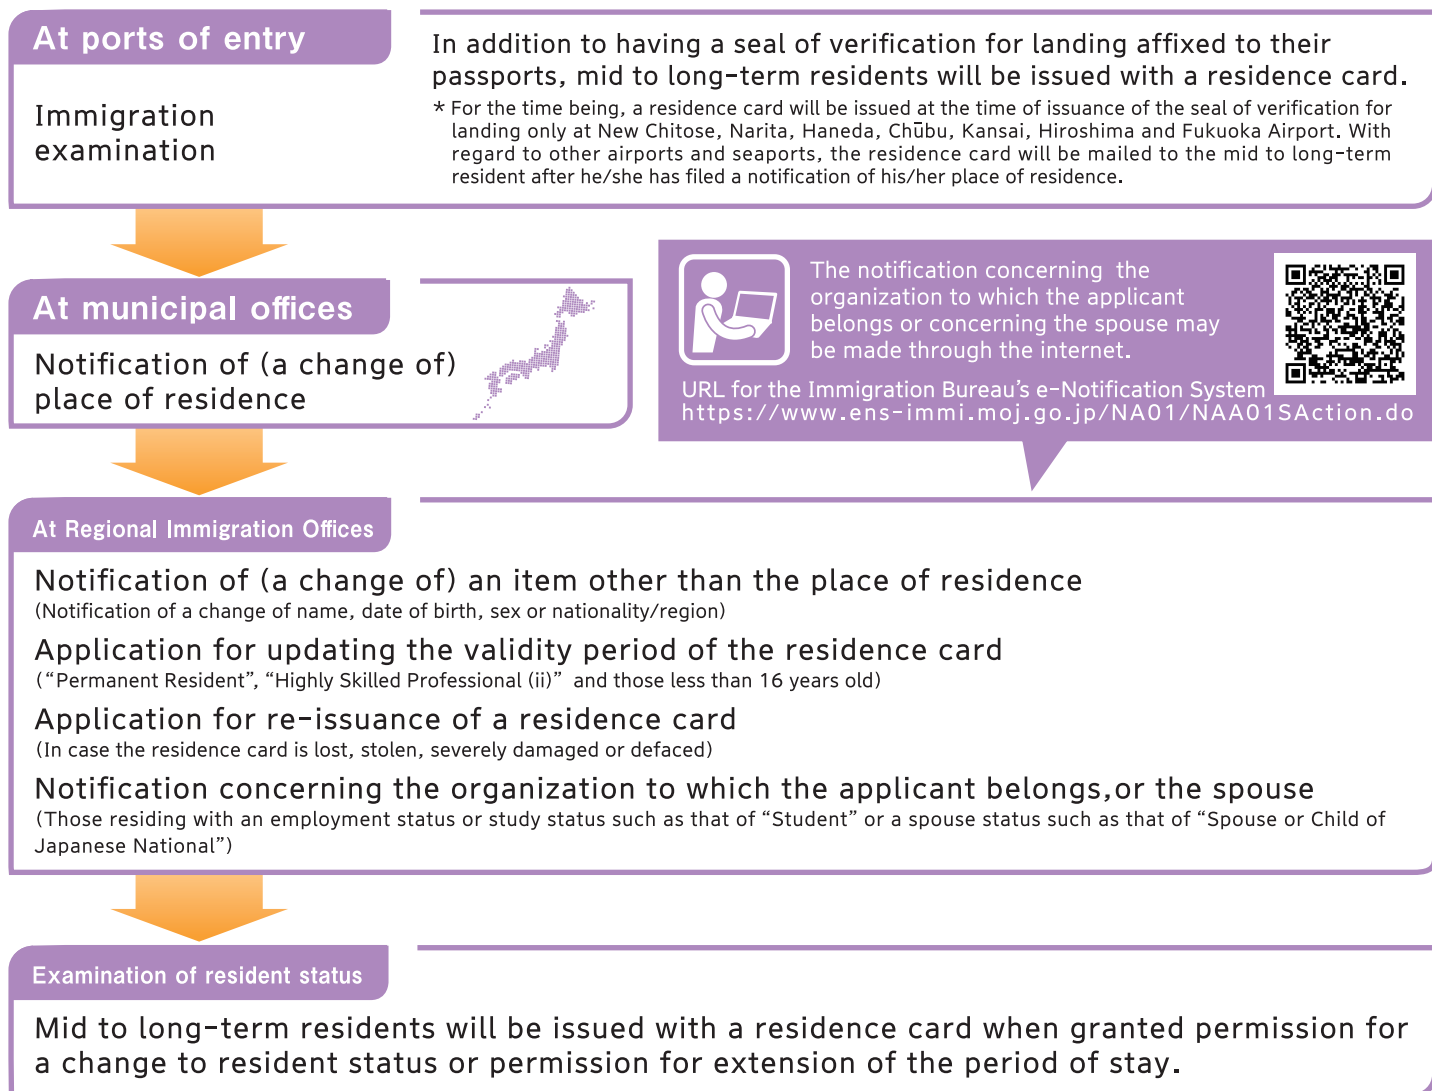 At ports of entry
Immigration
examination
In addition to having a seal of verification for landing affixed to their
passports, mid to long-term residents will be issued with a residence card.
* For the time being, a residence card will be issued at the time of issuance of the seal of verification for
landing only at New Chitose, Narita, Haneda, Chūbu, Kansai, Hiroshima and Fukuoka Airport. With
regard to other airports and seaports, the residence card will be mailed to the mid to long-term
resident after he/she has filed a notification of his/her place of residence.
At municipal offices
Notification of (a change of)
place of residence
The notification concerning the
organization to which the applicant
belongs or concerning the spouse may
be made through the internet.
URL for the Immigration Bureau's e-Notification System
https://www.ens-immi.moj.go.jp/NA01/NAA01SAction.do
At Regional Immigration Offices
Notification of (a change of) an item other than the place of residence
(Notification of a change of name, date of birth, sex or nationality/region)
Application for updating the validity period of the residence card
(“Permanent Resident”, “Highly Skilled Professional (ii)” and those less than 16 years old)
Application for re-issuance of a residence card
(In case the residence card is lost, stolen, severely damaged or defaced)
Notification concerning the organization to which the applicant belongs,or the spouse
(Those residing with an employment status or study status such as that of “Student” or a spouse status such as that of “Spouse or Child of
Japanese National”)
Examination of resident status
Mid to long-term residents will be issued with a residence card when granted permission for
a change to resident status or permission for extension of the period of stay.